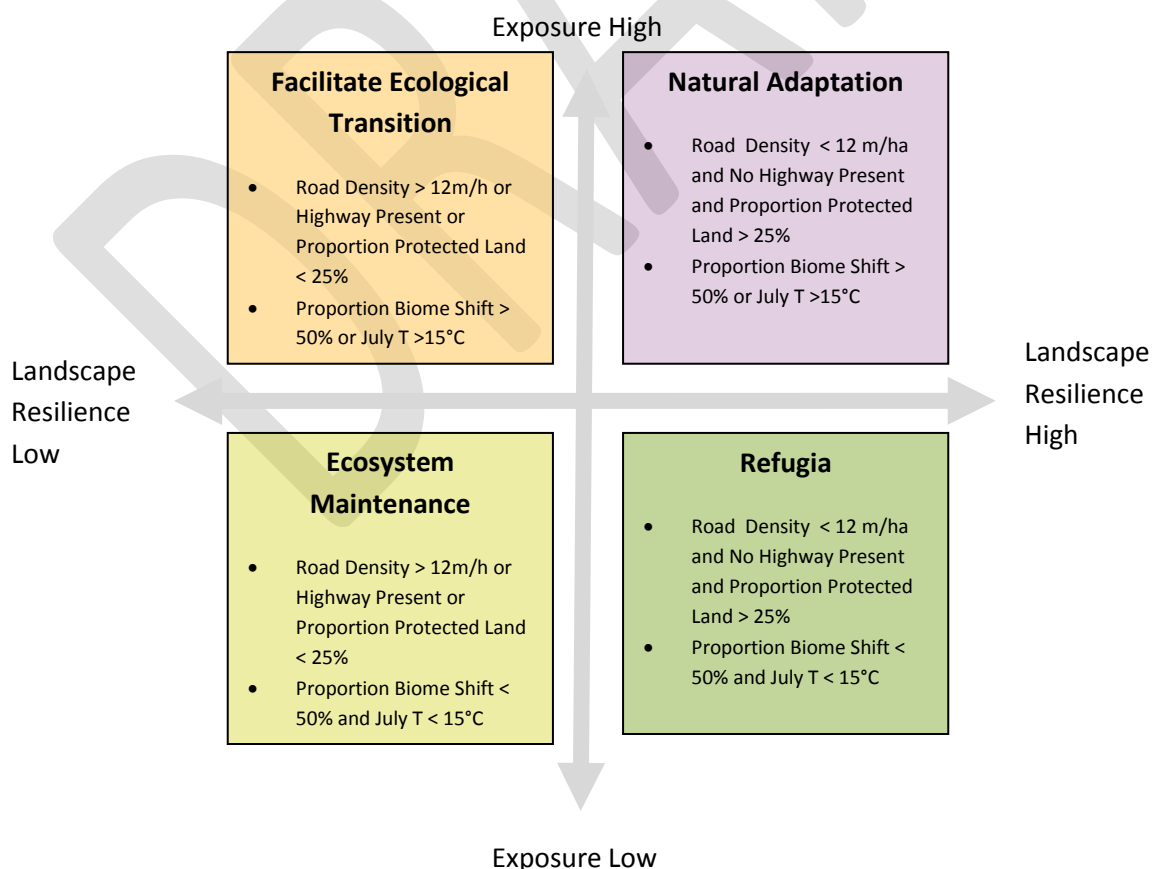 Exposure High
Facilitate Ecological
Transition
• Road Density > 12m/h or
Highway Present or
Proportion Protected Land
< 25%
• Proportion Biome Shift >
50% or July T >15°C
Natural Adaptation
• Road Density < 12 m/ha
and No Highway Present
and Proportion Protected
Land > 25%
• Proportion Biome Shift >
50% or July T >15°C
Landscape
Resilience
Low
Landscape
Resilience
High
Ecosystem
Maintenance
• Road Density > 12m/h or
Highway Present or
Proportion Protected Land
< 25%
• Proportion Biome Shift <
50% and July T < 15°C
Refugia
• Road Density < 12 m/ha
and No Highway Present
and Proportion Protected
Land > 25%
• Proportion Biome Shift <
50% and July T < 15°C
Exposure Low